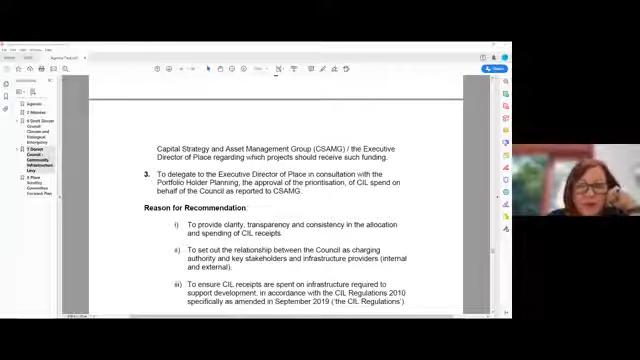 Agenda
2 Minutes
Capital Strategy and Asset Management Group (CSAMG) / the Executive
Director of Place regarding which projects should receive such funding.
3. To delegate to the Executive Director of Place in consultation with the
Portfolio Holder Planning, the approval of the prioritisation, of CIL spend on
behalf of the Council as reported to CSAMG.
Reason for Recommendation:
i) To provide clarity, transparency and consistency in the allocation
and spending of CIL receipts.
ii) To set out the relationship between the Council as charging
authority and key stakeholders and infrastructure providers (internal
and external).
iii) To ensure CIL receipts are spent on infrastructure required to
support development, in accordance with the CIL Regulations 2010
specifically as amended in September 2019 ('the CIL Regulations')